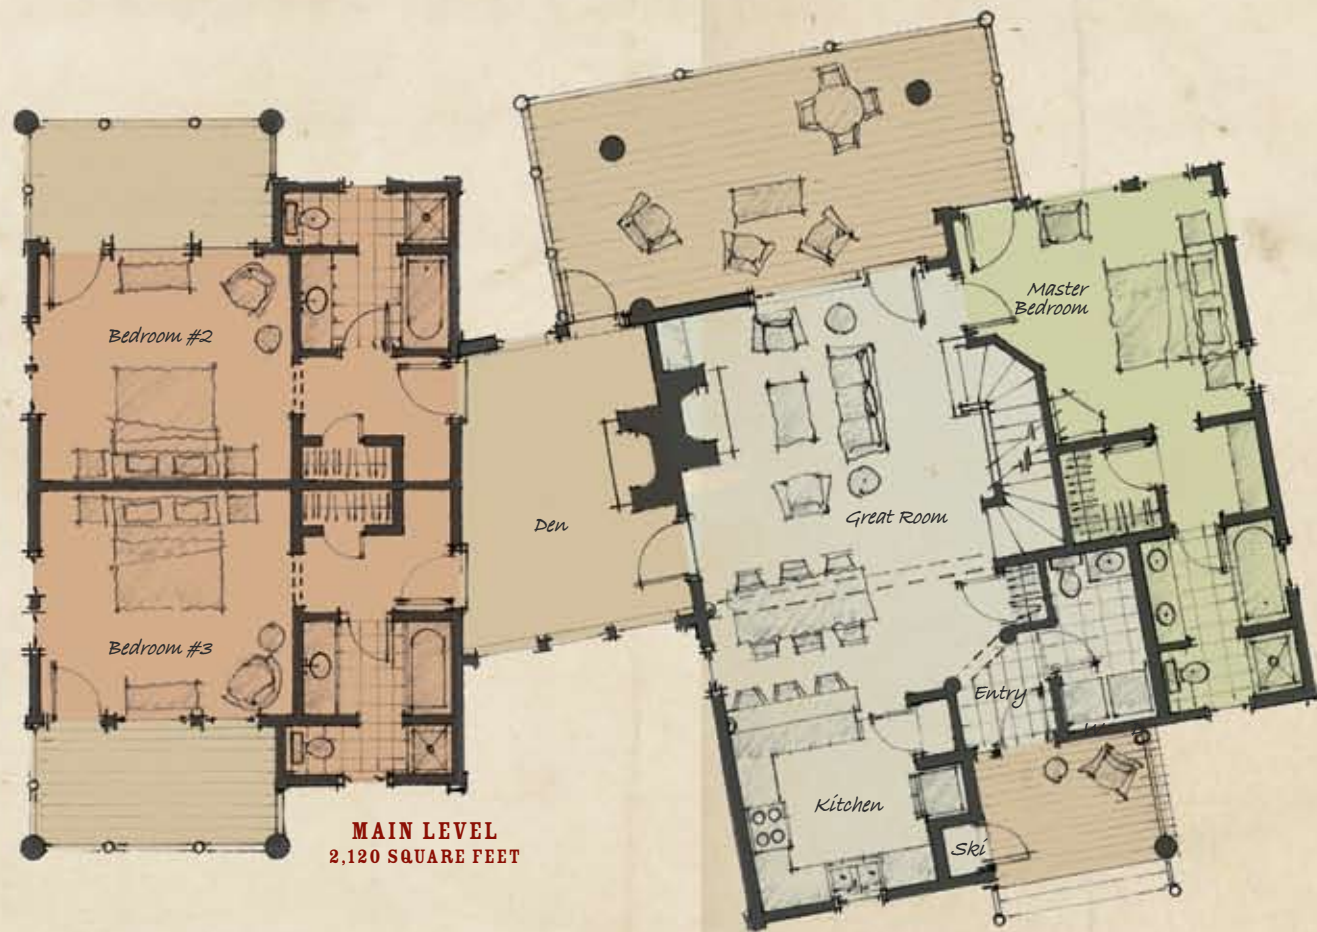 Master
Bedroom
Bedroom #2
Great Room
Den
Bedroom #3
Entry
Kitchen
Ski
MAIN LEVEL
2,120 SQUARE FEET